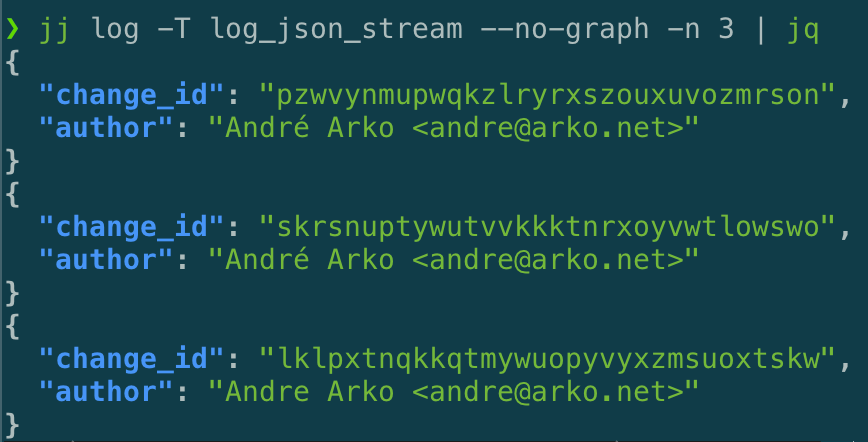 ❯ jj log -T log_json_stream --no-graph -n 3 | jq
{
  "change_id": "pzwvynmupwqkzlryrxszouxuvozmrson",
  "author": "André Arko <andre@arko.net>"
}
{
  "change_id": "skrsnuptywutvvkkktnrxoyvwtlowswo",
  "author": "André Arko <andre@arko.net>"
}
{
  "change_id": "lklpxtnqkkqtmywuopyvyxzmsuoxtskw",
  "author": "Andre Arko <andre@arko.net>"
}